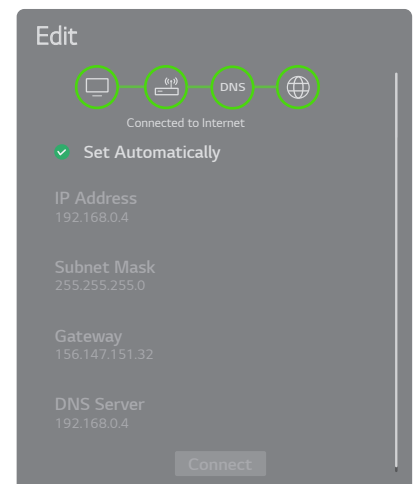 Edit
DNS
Connected to Internet
Set Automatically
IP Address
192.168.0.4
Subnet Mask
255.255.255.0
Gateway
156.147.151.32
DNS Server
192.168.0.4
Connect